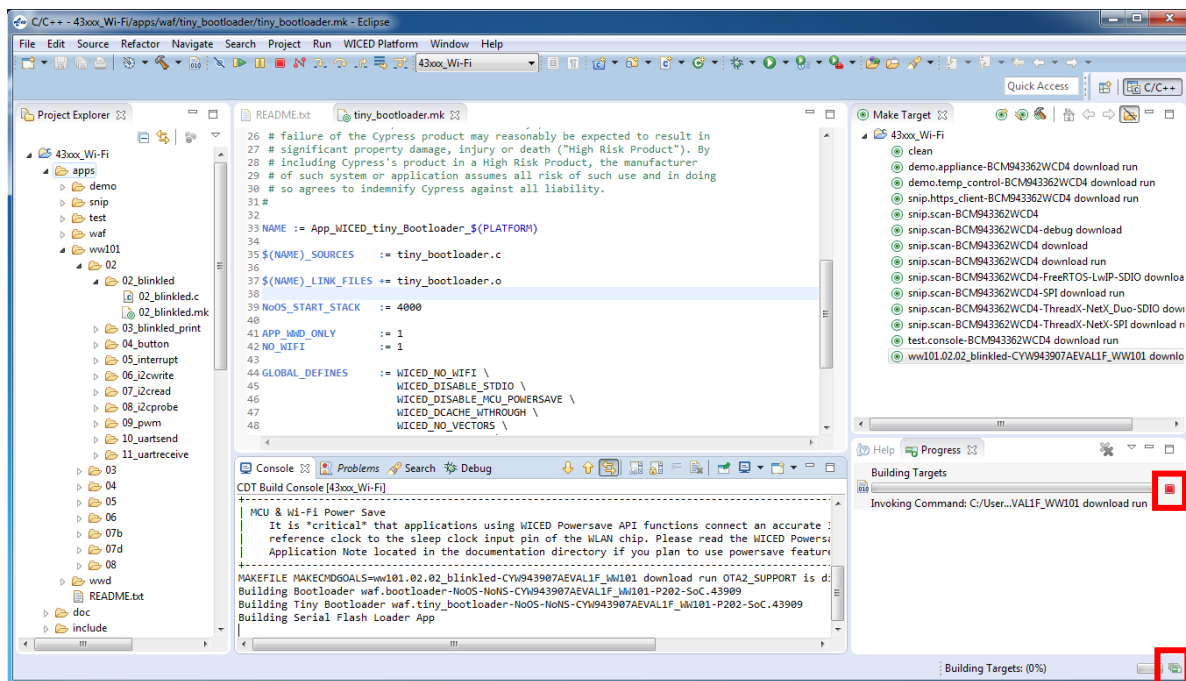 C/C++ - 43xxx_Wi-Fi/apps/waf/tiny_bootloader/tiny_bootloader.mk - Eclipse
File Edit Source Refactor Navigate Search Project Run WICED Platform Window Help
43xxx_Wi-Fi
Quick Access
C/C++
Project Explorer
43xxx_Wi-Fi
apps
demo
snip
test
waf
ww101
02
02_blinkled
02_blinkled.c
02_blinkled.mk
03_blinkled_print
04_button
05_interrupt
06_i2cwrite
07_i2cread
08_i2cprobe
09_pwm
10_uartsend
11_uartreceive
03
04
05
06
07b
07d
08
wwd
README.txt
doc
include
README.txt
tiny_bootloader.mk
26 # failure of the Cypress product may reasonably be expected to result in
27 # significant property damage, injury or death ("High Risk Product"). By
28 # including Cypress's product in a High Risk Product, the manufacturer
29 # of such system or application assumes all risk of such use and in doing
30 # so agrees to indemnify Cypress against all liability.
31 #
32
33 NAME := App_WICED_tiny_Bootloader_$(PLATFORM)
34
35 $(NAME)_SOURCES := tiny_bootloader.c
36
37 $(NAME)_LINK_FILES += tiny_bootloader.o
38
39 NoOS_START_STACK := 4000
40
41 APP_WWD_ONLY := 1
42 NO_WIFI := 1
43
44 GLOBAL_DEFINES := WICED_NO_WIFI \
45 WICED_DISABLE_STDIO \
46 WICED_DISABLE_MCU_POWERSAVE \
47 WICED_DCACHE_WTHROUGH \
48 WICED_NO_VECTORS \
Console Problems Search Debug
CDT Build Console [43xxx_Wi-Fi]
| MCU & Wi-Fi Power Save
| It is *critical* that applications using WICED Powersave API functions connect an accurate
| reference clock to the sleep clock input pin of the WLAN chip. Please read the WICED Powersa
| Application Note located in the documentation directory if you plan to use powersave feature
MAKEFILE MAKECMDGOALS=ww101.02.02_blinkled-CYW943907AEVAL1F_WW101 download run OTA2_SUPPORT is di
Building Bootloader waf.bootloader-NoOS-NoNS-CYW943907AEVAL1F_WW101-P202-SoC.43909
Building Tiny Bootloader waf.tiny_bootloader-NoOS-NoNS-CYW943907AEVAL1F_WW101-P202-SoC.43909
Building Serial Flash Loader App
Make Target
43xxx_Wi-Fi
clean
demo.appliance-BCM943362WCD4 download run
demo.temp_control-BCM943362WCD4 download run
snip.https_client-BCM943362WCD4 download run
snip.scan-BCM943362WCD4
snip.scan-BCM943362WCD4-debug download
snip.scan-BCM943362WCD4 download
snip.scan-BCM943362WCD4 download run
snip.scan-BCM943362WCD4-FreeRTOS-LwIP-SDIO downloa
snip.scan-BCM943362WCD4-SPI download run
snip.scan-BCM943362WCD4-ThreadX-NetX_Duo-SDIO dow
snip.scan-BCM943362WCD4-ThreadX-NetX-SPI download r
test.console-BCM943362WCD4 download run
ww101.02.02_blinkled-CYW943907AEVAL1F_WW101 downlo
Help Progress
Building Targets
Invoking Command: C:/User...VAL1F_WW101 download run
Building Targets: (0%)